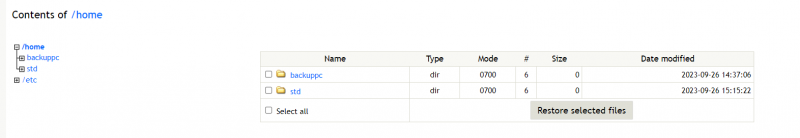 Contents of /home
/home
backuppc
std
/etc
Name Type Mode # Size Date modified
backuppc dir 0700 6 0 2023-09-26 14:37:06
std dir 0700 6 0 2023-09-26 15:15:22
Select all Restore selected files